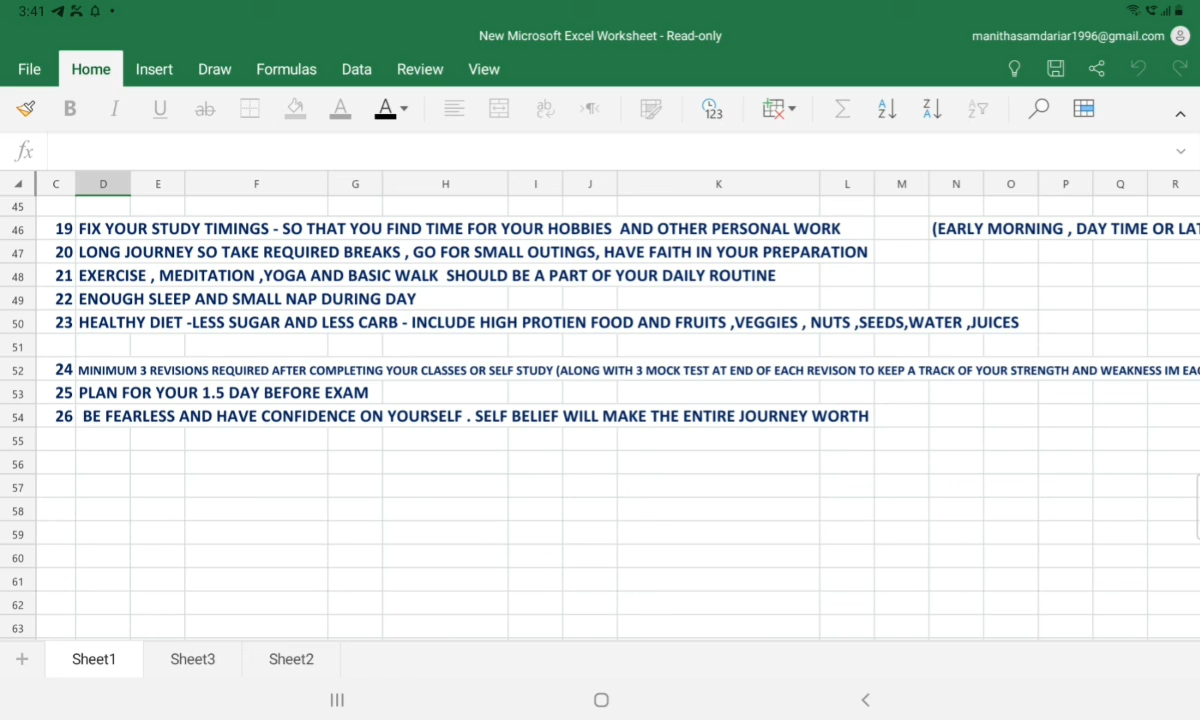 3:41
New Microsoft Excel Worksheet - Read-only
manithasamdariar1996@gmail.com
File Home Insert Draw Formulas Data Review View
B I U ab A A ab 123 A Z Z A A Z
fx
C D E F G H I J K L M N O P Q R
45
46 19 FIX YOUR STUDY TIMINGS - SO THAT YOU FIND TIME FOR YOUR HOBBIES AND OTHER PERSONAL WORK (EARLY MORNING , DAY TIME OR LAT
47 20 LONG JOURNEY SO TAKE REQUIRED BREAKS , GO FOR SMALL OUTINGS, HAVE FAITH IN YOUR PREPARATION
48 21 EXERCISE , MEDITATION ,YOGA AND BASIC WALK SHOULD BE A PART OF YOUR DAILY ROUTINE
49 22 ENOUGH SLEEP AND SMALL NAP DURING DAY
50 23 HEALTHY DIET -LESS SUGAR AND LESS CARB - INCLUDE HIGH PROTIEN FOOD AND FRUITS ,VEGGIES , NUTS ,SEEDS,WATER ,JUICES
51
52 24 MINIMUM 3 REVISIONS REQUIRED AFTER COMPLETING YOUR CLASSES OR SELF STUDY (ALONG WITH 3 MOCK TEST AT END OF EACH REVISON TO KEEP A TRACK OF YOUR STRENGTH AND WEAKNESS IM EAC
53 25 PLAN FOR YOUR 1.5 DAY BEFORE EXAM
54 26 BE FEARLESS AND HAVE CONFIDENCE ON YOURSELF . SELF BELIEF WILL MAKE THE ENTIRE JOURNEY WORTH
55
56
57
58
59
60
61
62
63
Sheet1 Sheet3 Sheet2